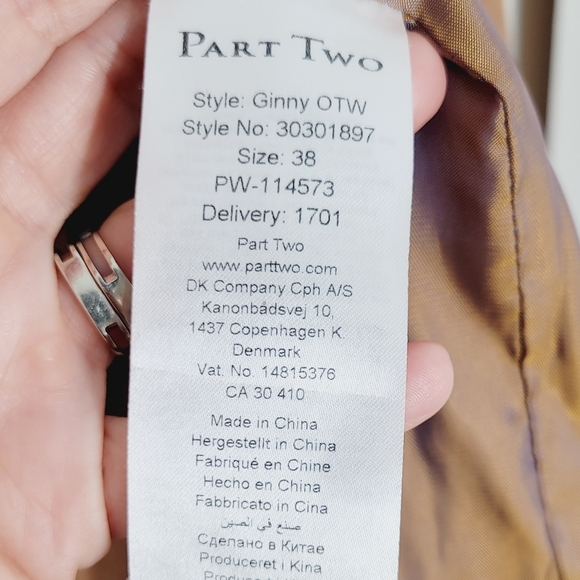 PART TWO
Style: Ginny OTW
Style No: 30301897
Size: 38
PW-114573
Delivery: 1701
Part Two
www.parttwo.com
DK Company Cph A/S
Kanonbådsvej 10,
1437 Copenhagen K.
Denmark
Vat. No. 14815376
CA 30 410
Made in China
Hergestellt in China
Fabriqué en Chine
Hecho en China
Fabbricato in Cina
صنع في الصين
Сделано в Китае
Produceret i Kina